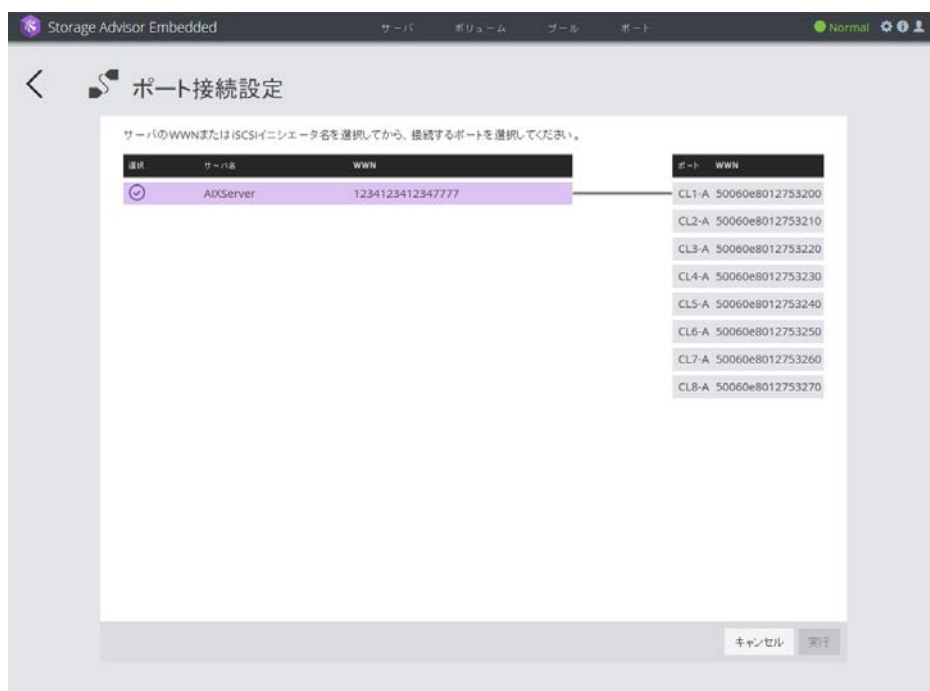 Storage Advisor Embedded サーバ ボリューム プール ポート Normal
ポート接続設定
サーバのWWNまたはiSCSIイニシエータ名を選択してから、接続するポートを選択してください。
選択 サーバ名 WWN ポート WWN
AIXServer 1234123412347777 CL1-A 50060e8012753200
CL2-A 50060e8012753210
CL3-A 50060e8012753220
CL4-A 50060e8012753230
CL5-A 50060e8012753240
CL6-A 50060e8012753250
CL7-A 50060e8012753260
CL8-A 50060e8012753270
キャンセル 実行